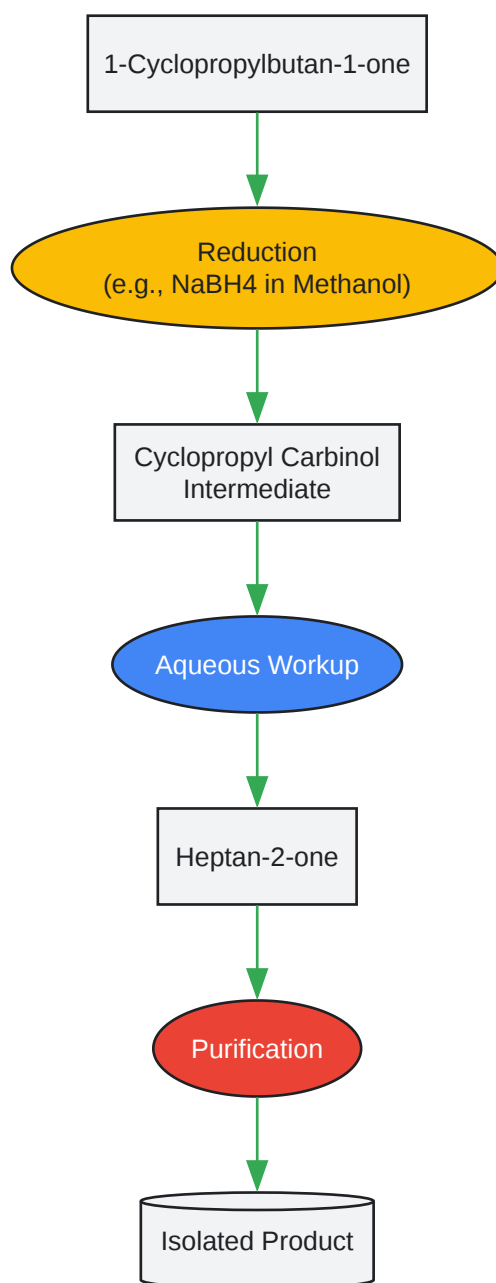 1-Cyclopropylbutan-1-one
Reduction
(e.g., NaBH4 in Methanol)
Cyclopropyl Carbinol
Intermediate
Aqueous Workup
Heptan-2-one
Purification
Isolated Product